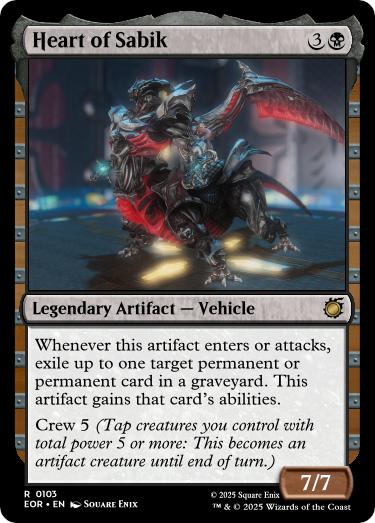 Heart of Sabik 3
Legendary Artifact — Vehicle
Whenever this artifact enters or attacks,
exile up to one target permanent or
permanent card in a graveyard. This
artifact gains that card's abilities.
Crew 5 (Tap creatures you control with
total power 5 or more: This becomes an
artifact creature until end of turn.)
7/7
R 0103
EOR • EN SQUARE ENIX
© 2025 Square Enix
™ & © 2025 Wizards of the Coast